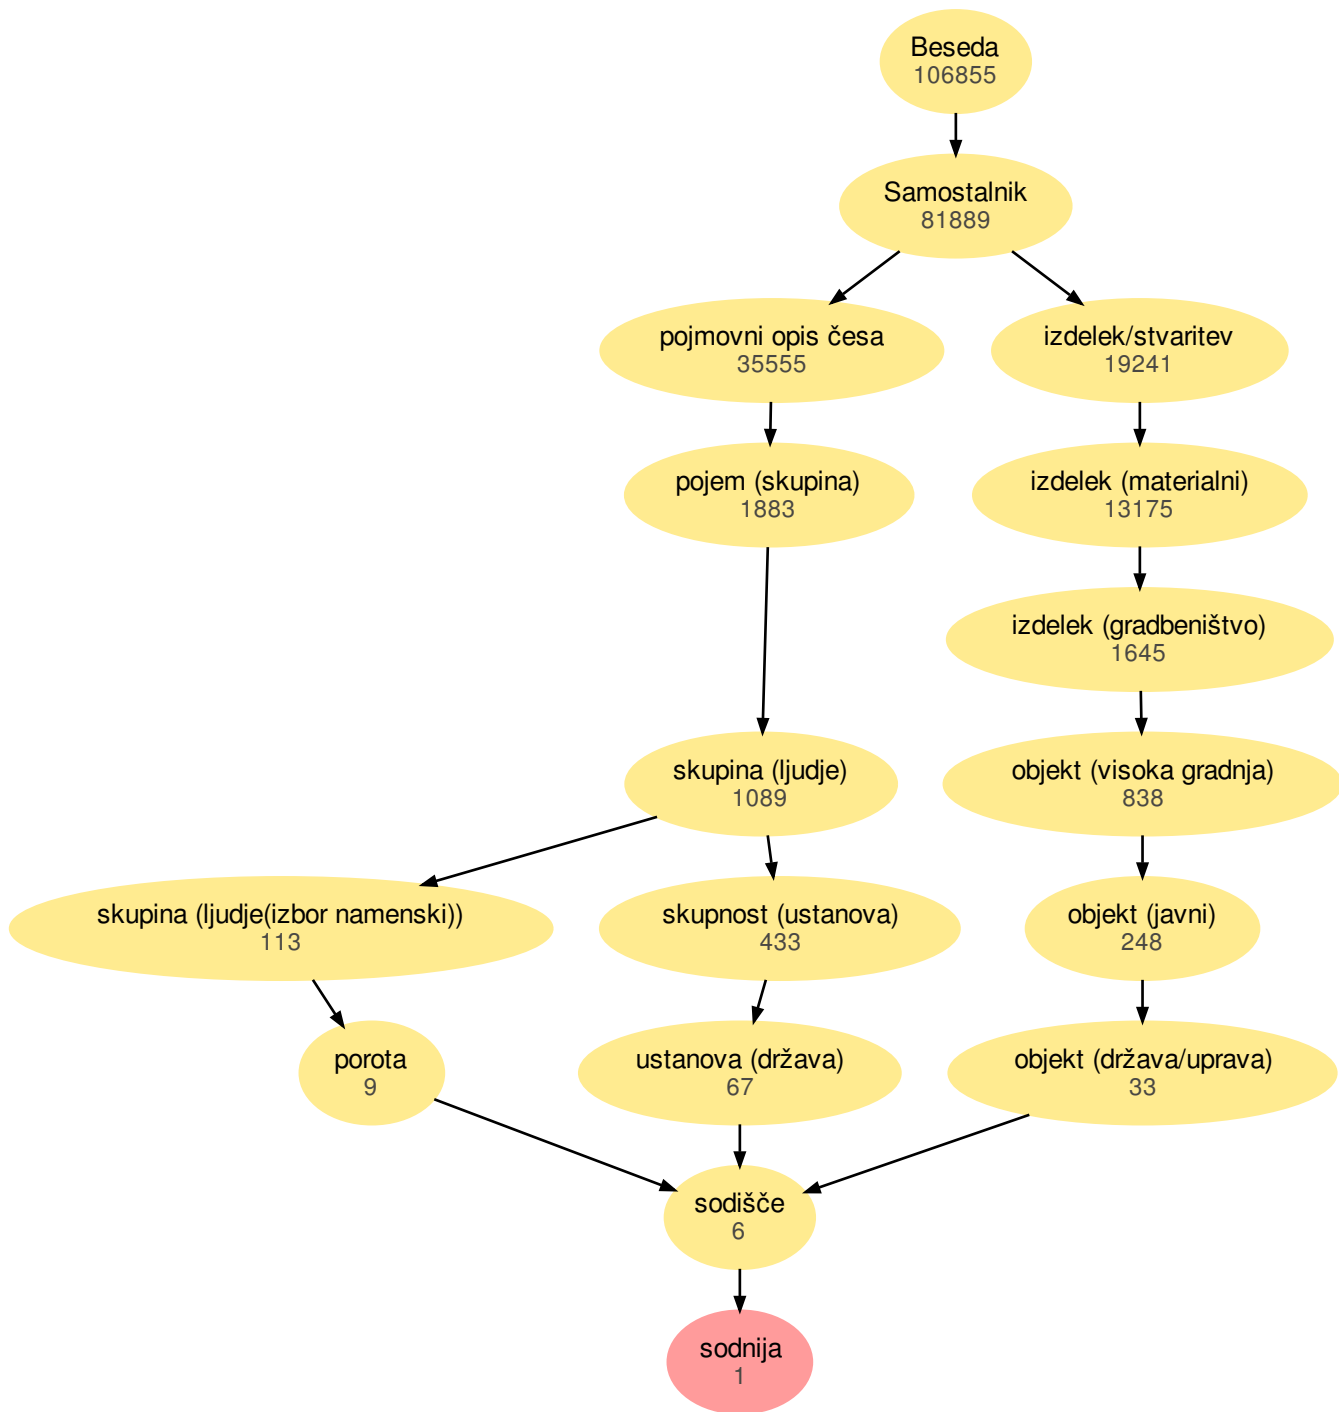 Beseda
106855
Samostalnik
81889
pojmovni opis česa
35555
izdelek/stvaritev
19241
pojem (skupina)
1883
izdelek (materialni)
13175
izdelek (gradbeništvo)
1645
skupina (ljudje)
1089
objekt (visoka gradnja)
838
skupina (ljudje(izbor namenski))
113
skupnost (ustanova)
433
objekt (javni)
248
porota
9
ustanova (država)
67
objekt (država/uprava)
33
sodišče
6
sodnija
1